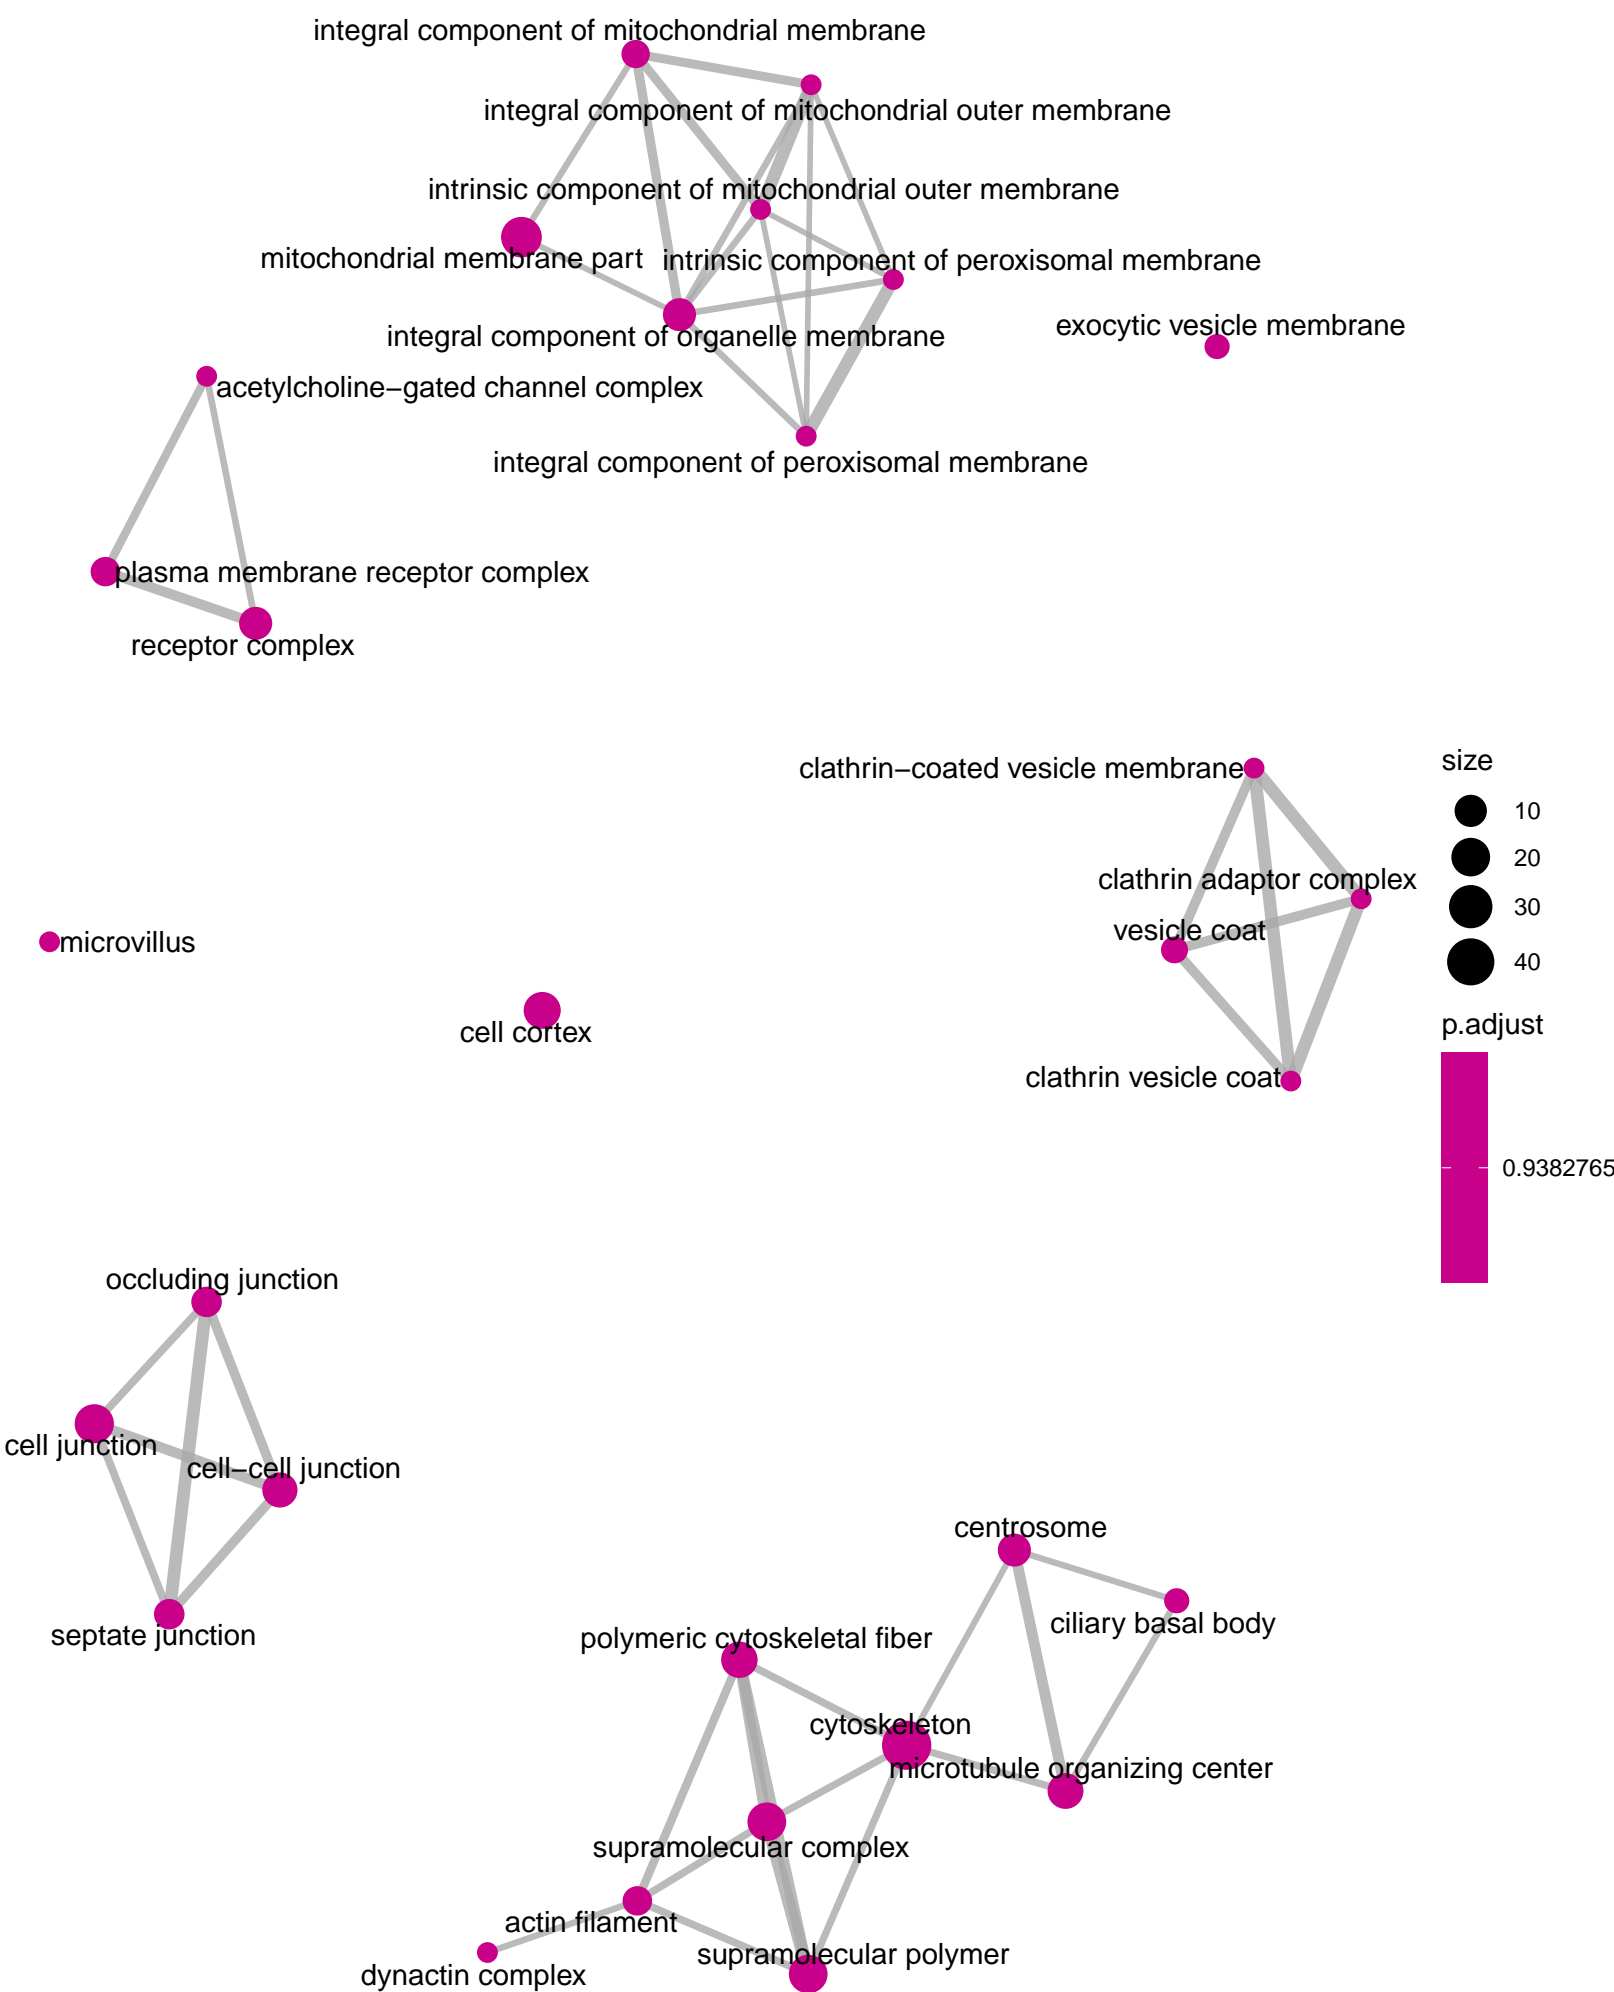 integral component of mitochondrial membrane
integral component of mitochondrial outer membrane
intrinsic component of mitochondrial outer membrane
mitochondrial membrane part
intrinsic component of peroxisomal membrane
integral component of organelle membrane
exocytic vesicle membrane
acetylcholine−gated channel complex
integral component of peroxisomal membrane
plasma membrane receptor complex
receptor complex
clathrin−coated vesicle membrane
clathrin adaptor complex
vesicle coat
microvillus
cell cortex
clathrin vesicle coat
size
10
20
30
40
p.adjust
0.9382765
occluding junction
cell junction
cell−cell junction
septate junction
centrosome
ciliary basal body
polymeric cytoskeletal fiber
cytoskeleton
microtubule organizing center
supramolecular complex
actin filament
supramolecular polymer
dynactin complex